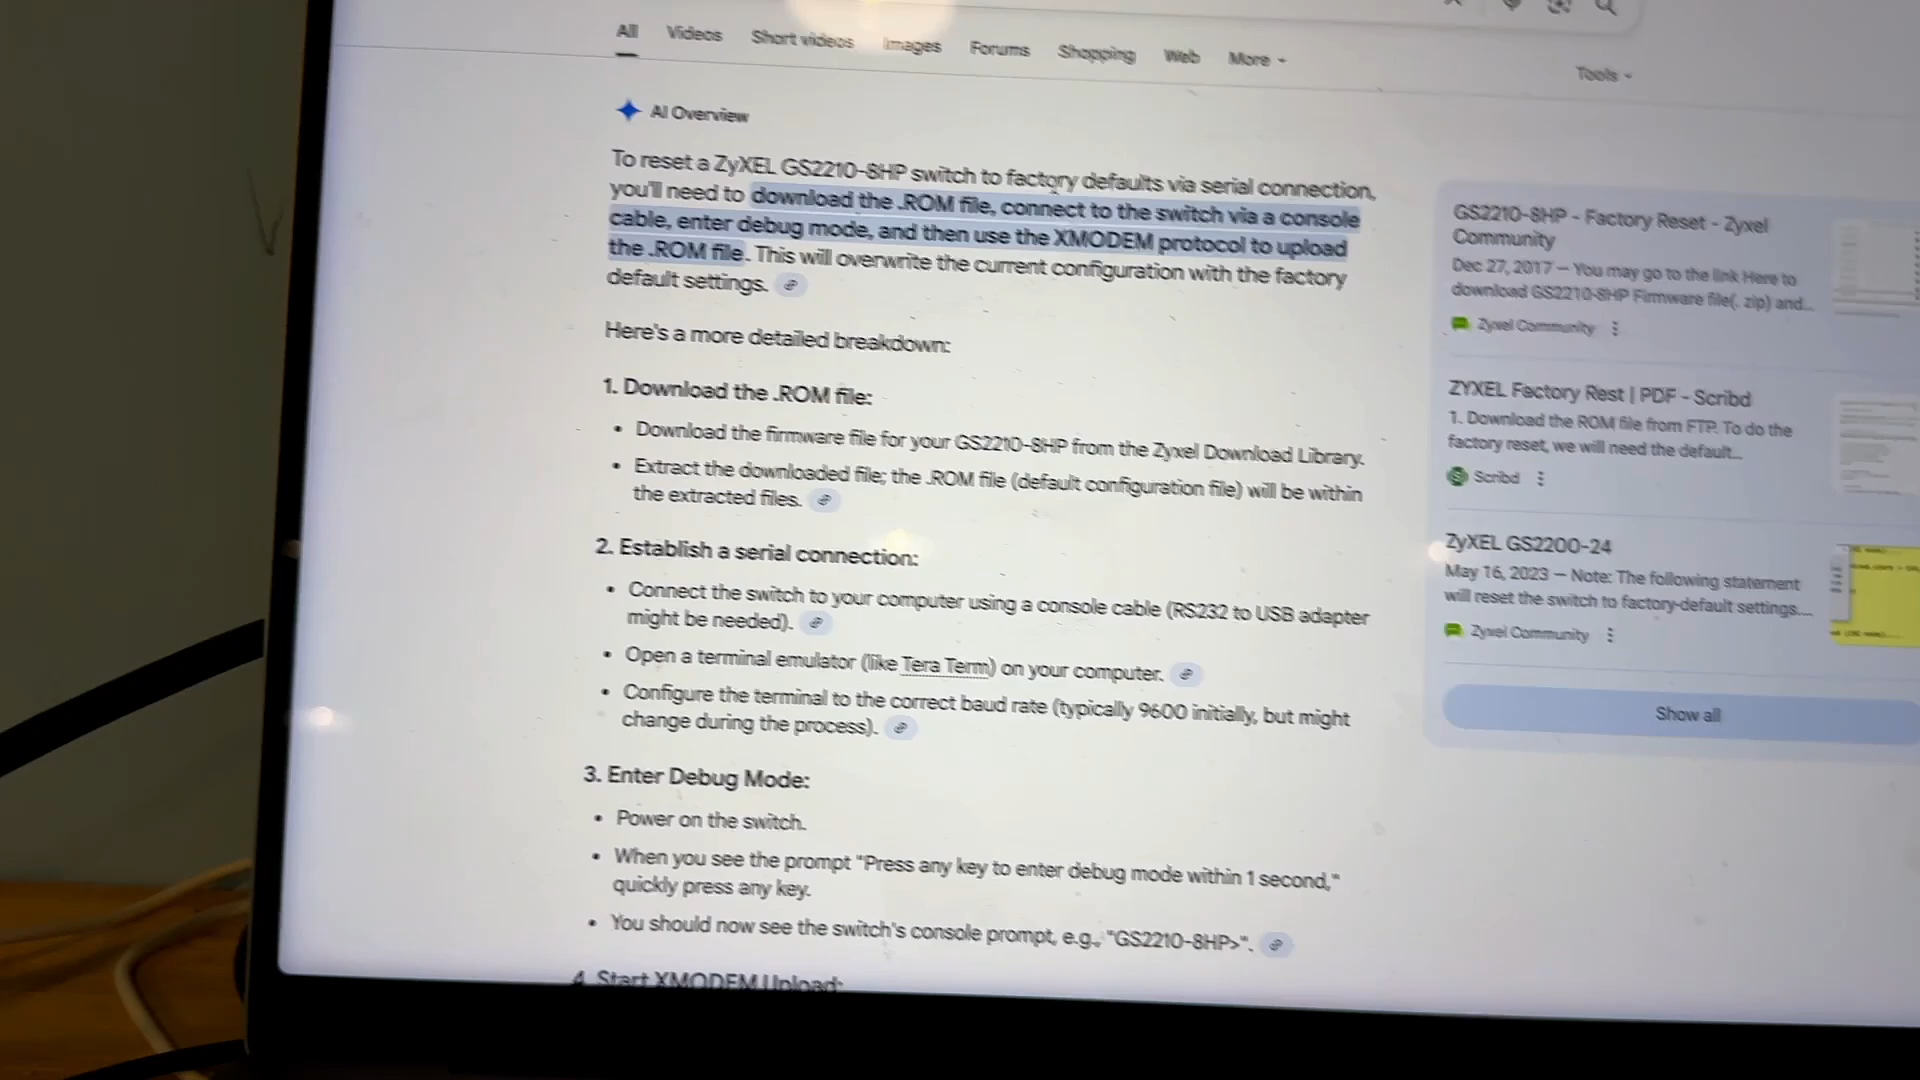 All Videos Short videos Images Forums Shopping Web More
Tools
AI Overview
To reset a ZyXEL GS2210-8HP switch to factory defaults via serial connection,
you'll need to download the .ROM file, connect to the switch via a console
cable, enter debug mode, and then use the XMODEM protocol to upload
the .ROM file. This will overwrite the current configuration with the factory
default settings.
Here's a more detailed breakdown:
1. Download the .ROM file:
• Download the firmware file for your GS2210-8HP from the Zyxel Download Library.
• Extract the downloaded file; the .ROM file (default configuration file) will be within
the extracted files.
2. Establish a serial connection:
• Connect the switch to your computer using a console cable (RS232 to USB adapter
might be needed).
• Open a terminal emulator (like Tera Term) on your computer.
• Configure the terminal to the correct baud rate (typically 9600 initially, but might
change during the process).
3. Enter Debug Mode:
• Power on the switch.
• When you see the prompt "Press any key to enter debug mode within 1 second,"
quickly press any key.
• You should now see the switch's console prompt, e.g., "GS2210-8HP>".
4. Start XMODEM Upload:
GS2210-8HP - Factory Reset - Zyxel
Community
Dec 27, 2017 — You may go to the link Here to
download GS2210-8HP Firmware file(. zip) and...
Zyxel Community
ZYXEL Factory Rest | PDF - Scribd
1. Download the ROM file from FTP. To do the
factory reset, we will need the default...
Scribd
ZyXEL GS2200-24
May 16, 2023 — Note: The following statement
will reset the switch to factory-default settings....
Zyxel Community
Show all